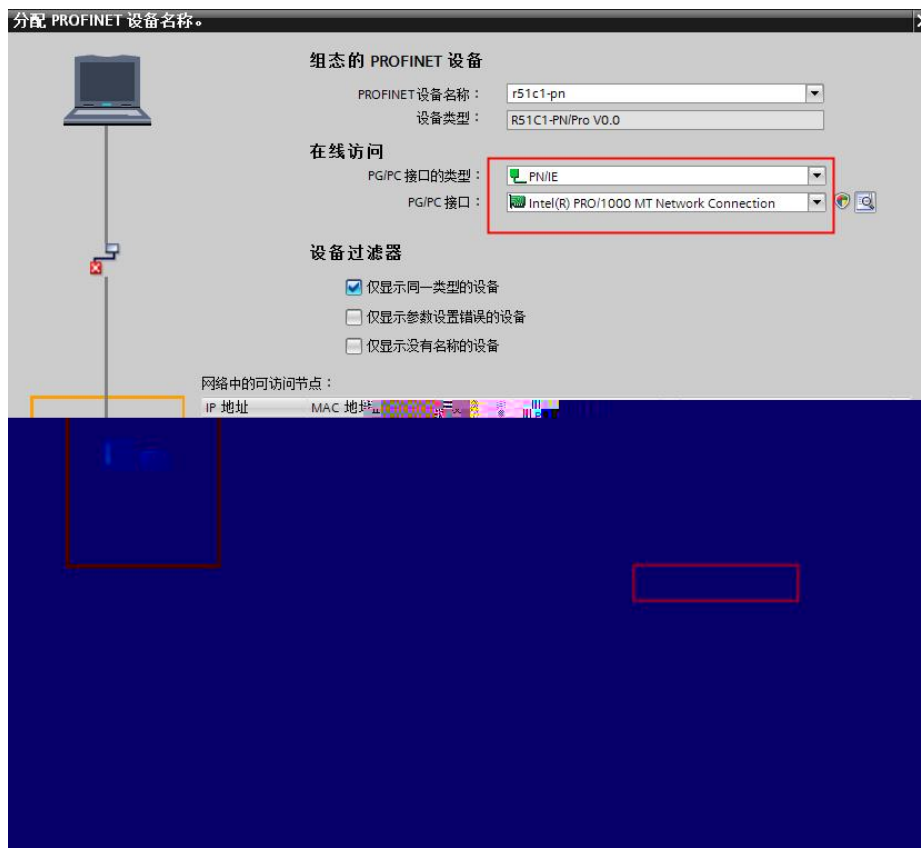 分配 PROFINET 设备名称。
组态的 PROFINET 设备
PROFINET设备名称： r51c1-pn
设备类型： R51C1-PN/Pro V0.0
在线访问
PG/PC 接口的类型： PN/IE
PG/PC 接口： Intel(R) PRO/1000 MT Network Connection
设备过滤器
仅显示同一类型的设备
仅显示参数设置错误的设备
仅显示没有名称的设备
网络中的可访问节点：
IP 地址 MAC 地址